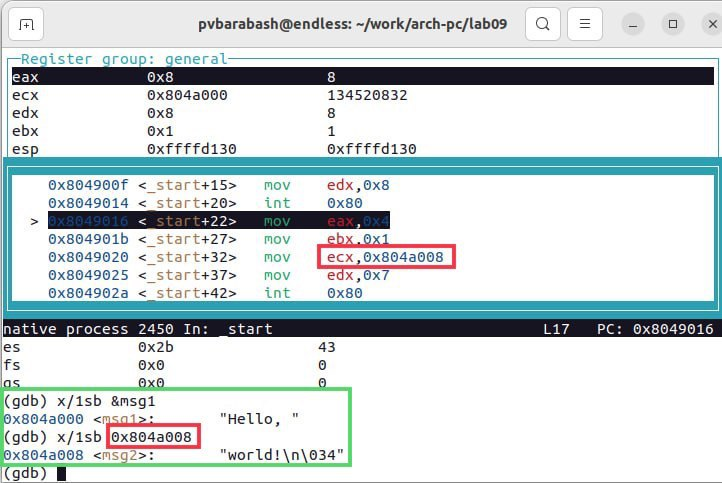 pvbarabash@endless: ~/work/arch-pc/lab09
Register group: general
eax 0x8 8
ecx 0x804a000 134520832
edx 0x8 8
ebx 0x1 1
esp 0xffffd130 0xffffd130
0x804900f <_start+15> mov edx,0x8
0x8049014 <_start+20> int 0x80
> 0x8049016 <_start+22> mov eax,0x4
0x804901b <_start+27> mov ebx,0x1
0x8049020 <_start+32> mov ecx,0x804a008
0x8049025 <_start+37> mov edx,0x7
0x804902a <_start+42> int 0x80
native process 2450 In: _start L17 PC: 0x8049016
es 0x2b 43
fs 0x0 0
gs 0x0 0
(gdb) x/1sb &msg1
0x804a000 <msg1>: "Hello, "
(gdb) x/1sb 0x804a008
0x804a008 <msg2>: "world!\n\034"
(gdb)